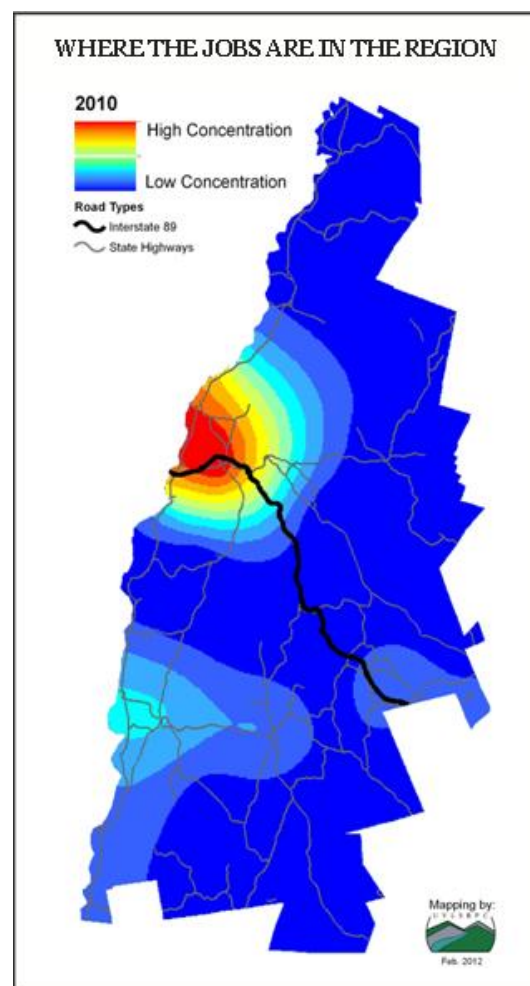 WHERE THE JOBS ARE IN THE REGION
2010
High Concentration
Low Concentration
Road Types
Interstate 89
State Highways
Mapping by:
UVLSRPC
Feb. 2012